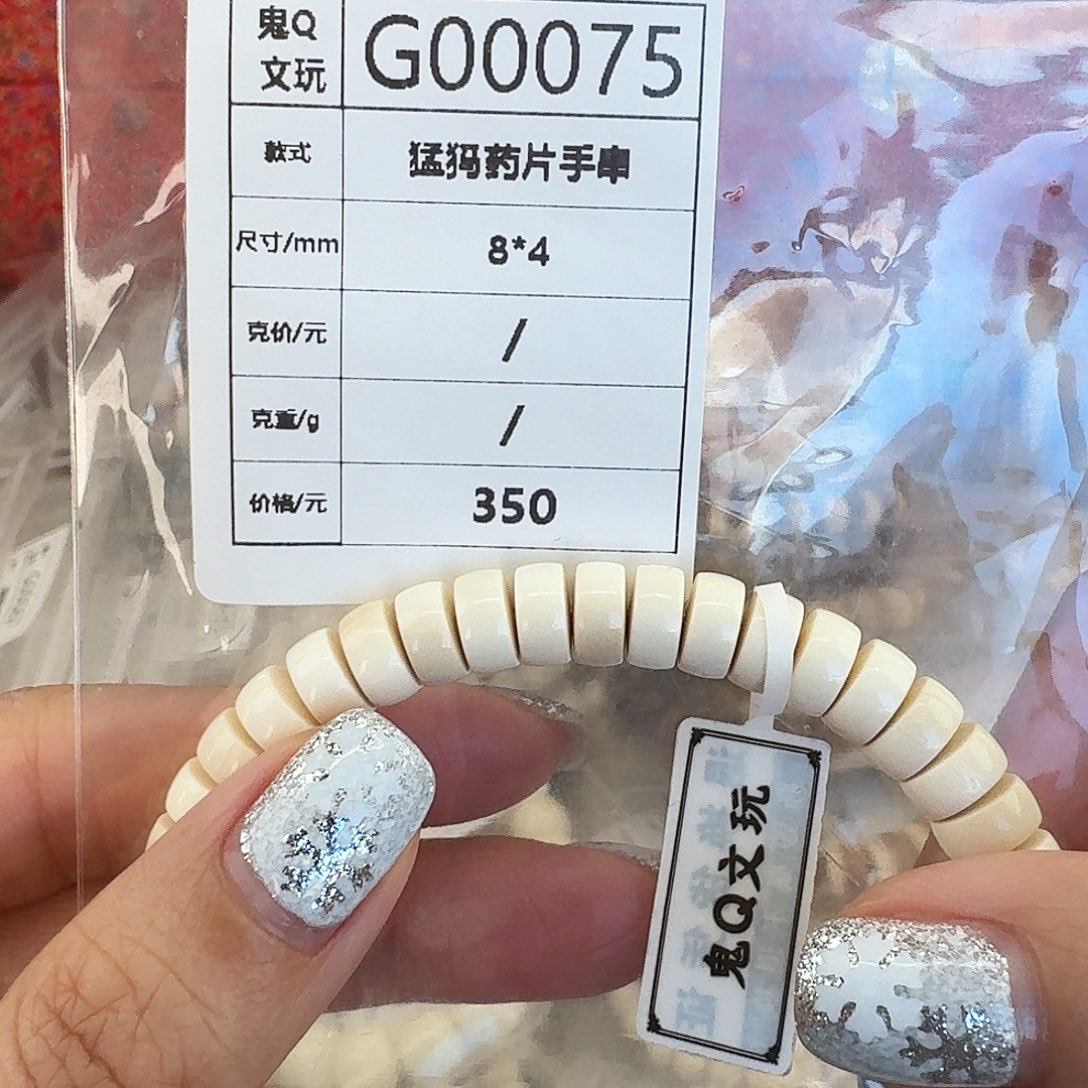 鬼Q
文玩
G00075
款式
猛犸药片手串
尺寸/mm
8*4
克价/元
/
克重/g
/
价格/元
350
鬼Q文玩